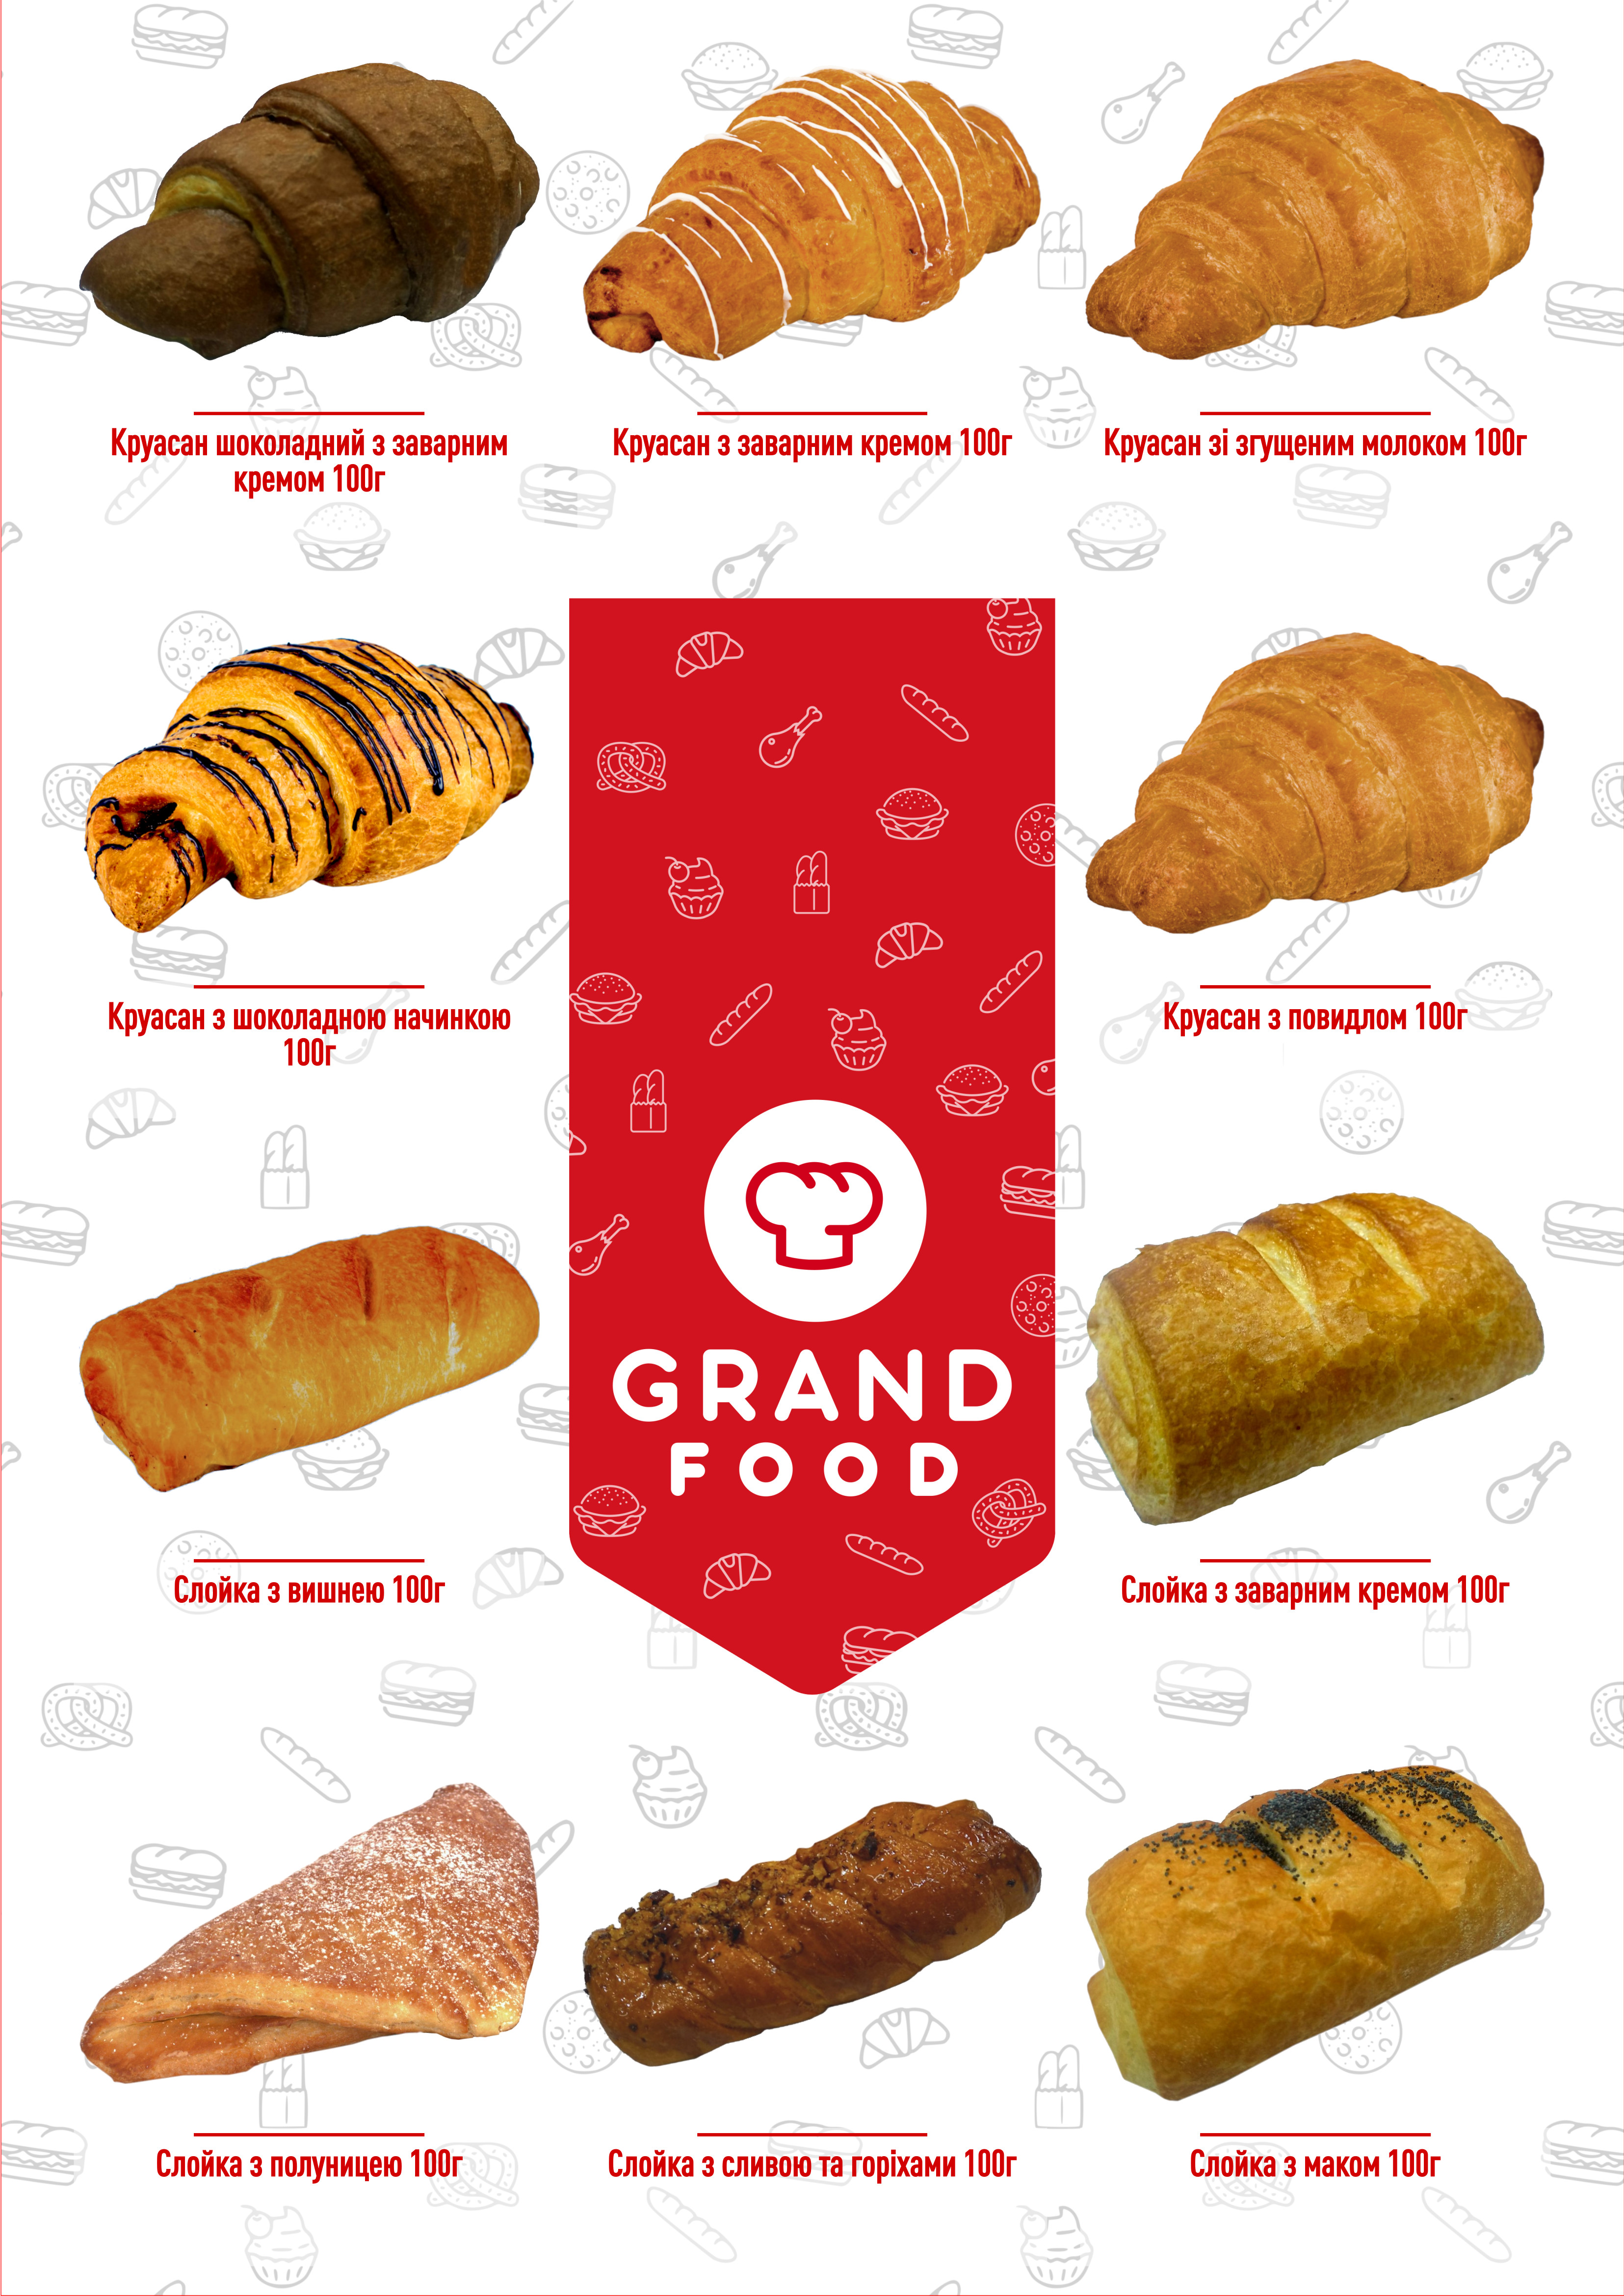 Круасан шоколадний з заварним
кремом 100г
Круасан з заварним кремом 100г
Круасан зі згущеним молоком 100г
Круасан з шоколадною начинкою
100г
Круасан з повидлом 100г
GRAND
FOOD
Слойка з вишнею 100г
Слойка з заварним кремом 100г
Слойка з полуницею 100г
Слойка з сливою та горіхами 100г
Слойка з маком 100г